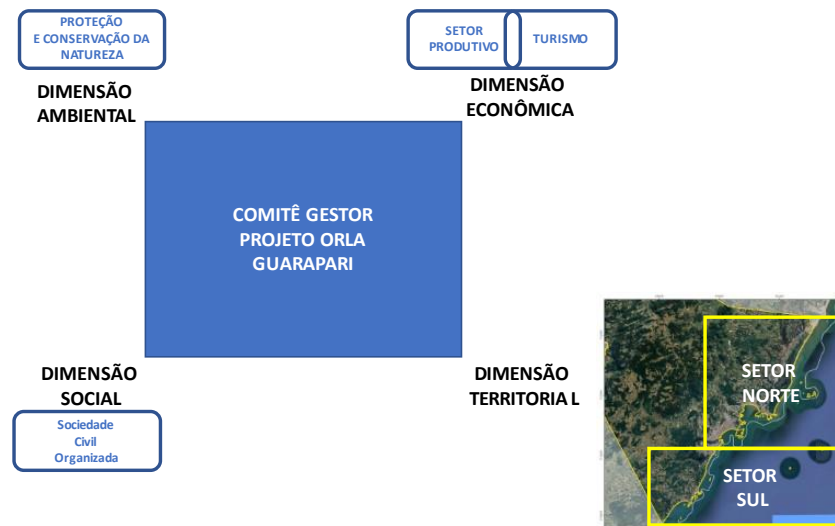 PROTEÇÃO
E CONSERVAÇÃO DA
NATUREZA
SETOR
PRODUTIVO
TURISMO
DIMENSÃO
AMBIENTAL
DIMENSÃO
ECONÔMICA
COMITÊ GESTOR
PROJETO ORLA
GUARAPARI
DIMENSÃO
SOCIAL
Sociedade
Civil
Organizada
DIMENSÃO
TERRITORIA L
SETOR
NORTE
SETOR
SUL